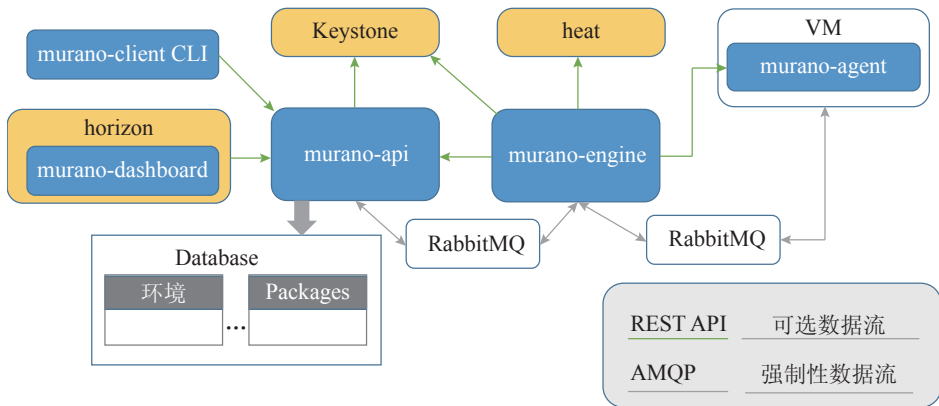 Keystone
heat
VM
murano-client CLI
murano-agent
horizon
murano-dashboard
murano-api
murano-engine
RabbitMQ
RabbitMQ
Database
环境
...
Packages
REST API
可选数据流
AMQP
强制性数据流